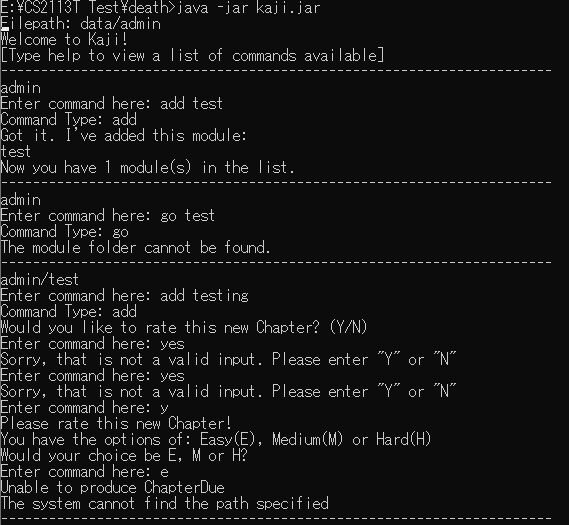 E:¥CS2113T Test¥death>java -jar kaji.jar
Filepath: data/admin
Welcome to Kaji!
[Type help to view a list of commands available]
--------------------------------------------------------------------
admin
Enter command here: add test
Command Type: add
Got it. I've added this module:
test
Now you have 1 module(s) in the list.
--------------------------------------------------------------------
admin
Enter command here: go test
Command Type: go
The module folder cannot be found.
--------------------------------------------------------------------
admin/test
Enter command here: add testing
Command Type: add
Would you like to rate this new Chapter? (Y/N)
Enter command here: yes
Sorry, that is not a valid input. Please enter "Y" or "N"
Enter command here: yes
Sorry, that is not a valid input. Please enter "Y" or "N"
Enter command here: y
Please rate this new Chapter!
You have the options of: Easy(E), Medium(M) or Hard(H)
Would your choice be E, M or H?
Enter command here: e
Unable to produce ChapterDue
The system cannot find the path specified
--------------------------------------------------------------------